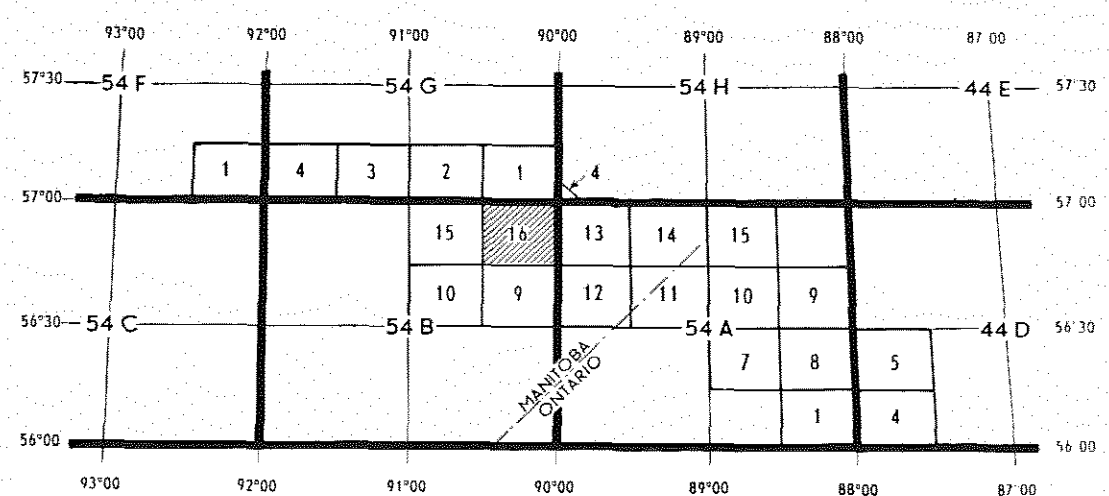 93°00 92°00 91°00 90°00 89°00 88°00 87 00
57°30 54 F 54 G 54 H 44 E 57°30
1 4 3 2 1 4
57°00 57 00
15 16 13 14 15
10 9 12 11 10 9
56°30 54 C 54 B 54 A 44 D 56°30
7 8 5
MANITOBA
ONTARIO
1 4
56°00 56 00
93°00 92°00 91°00 90°00 89°00 88°00 87°00